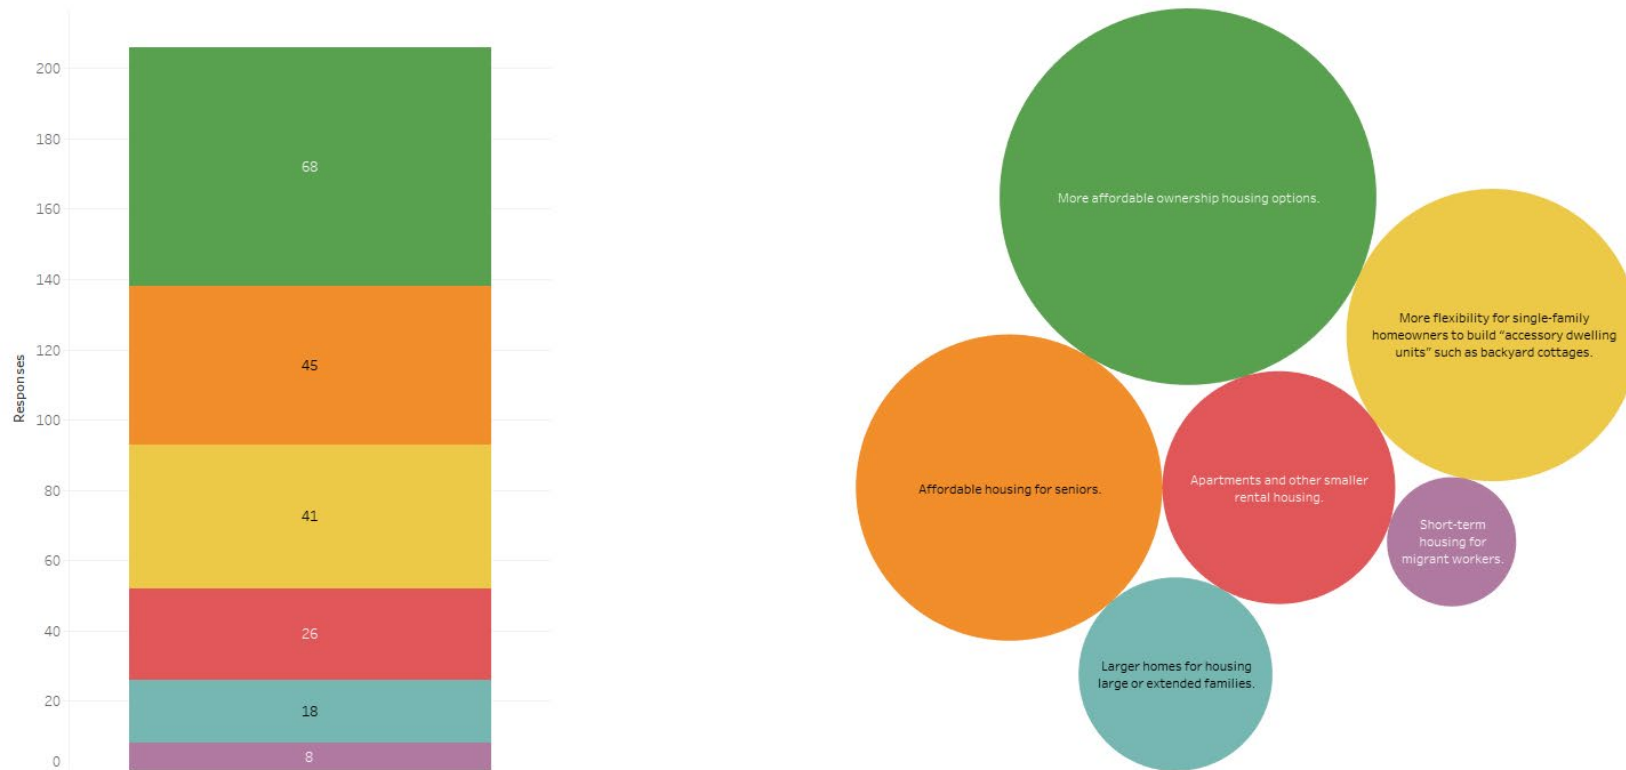 200
180
160
140
120
100
80
60
40
20
0
Responses
68
45
41
26
18
8
More affordable ownership housing options.
More flexibility for single-family
homeowners to build “accessory dwelling
units” such as backyard cottages.
Affordable housing for seniors.
Apartments and other smaller
rental housing.
Short-term
housing for
migrant workers.
Larger homes for housing
large or extended families.